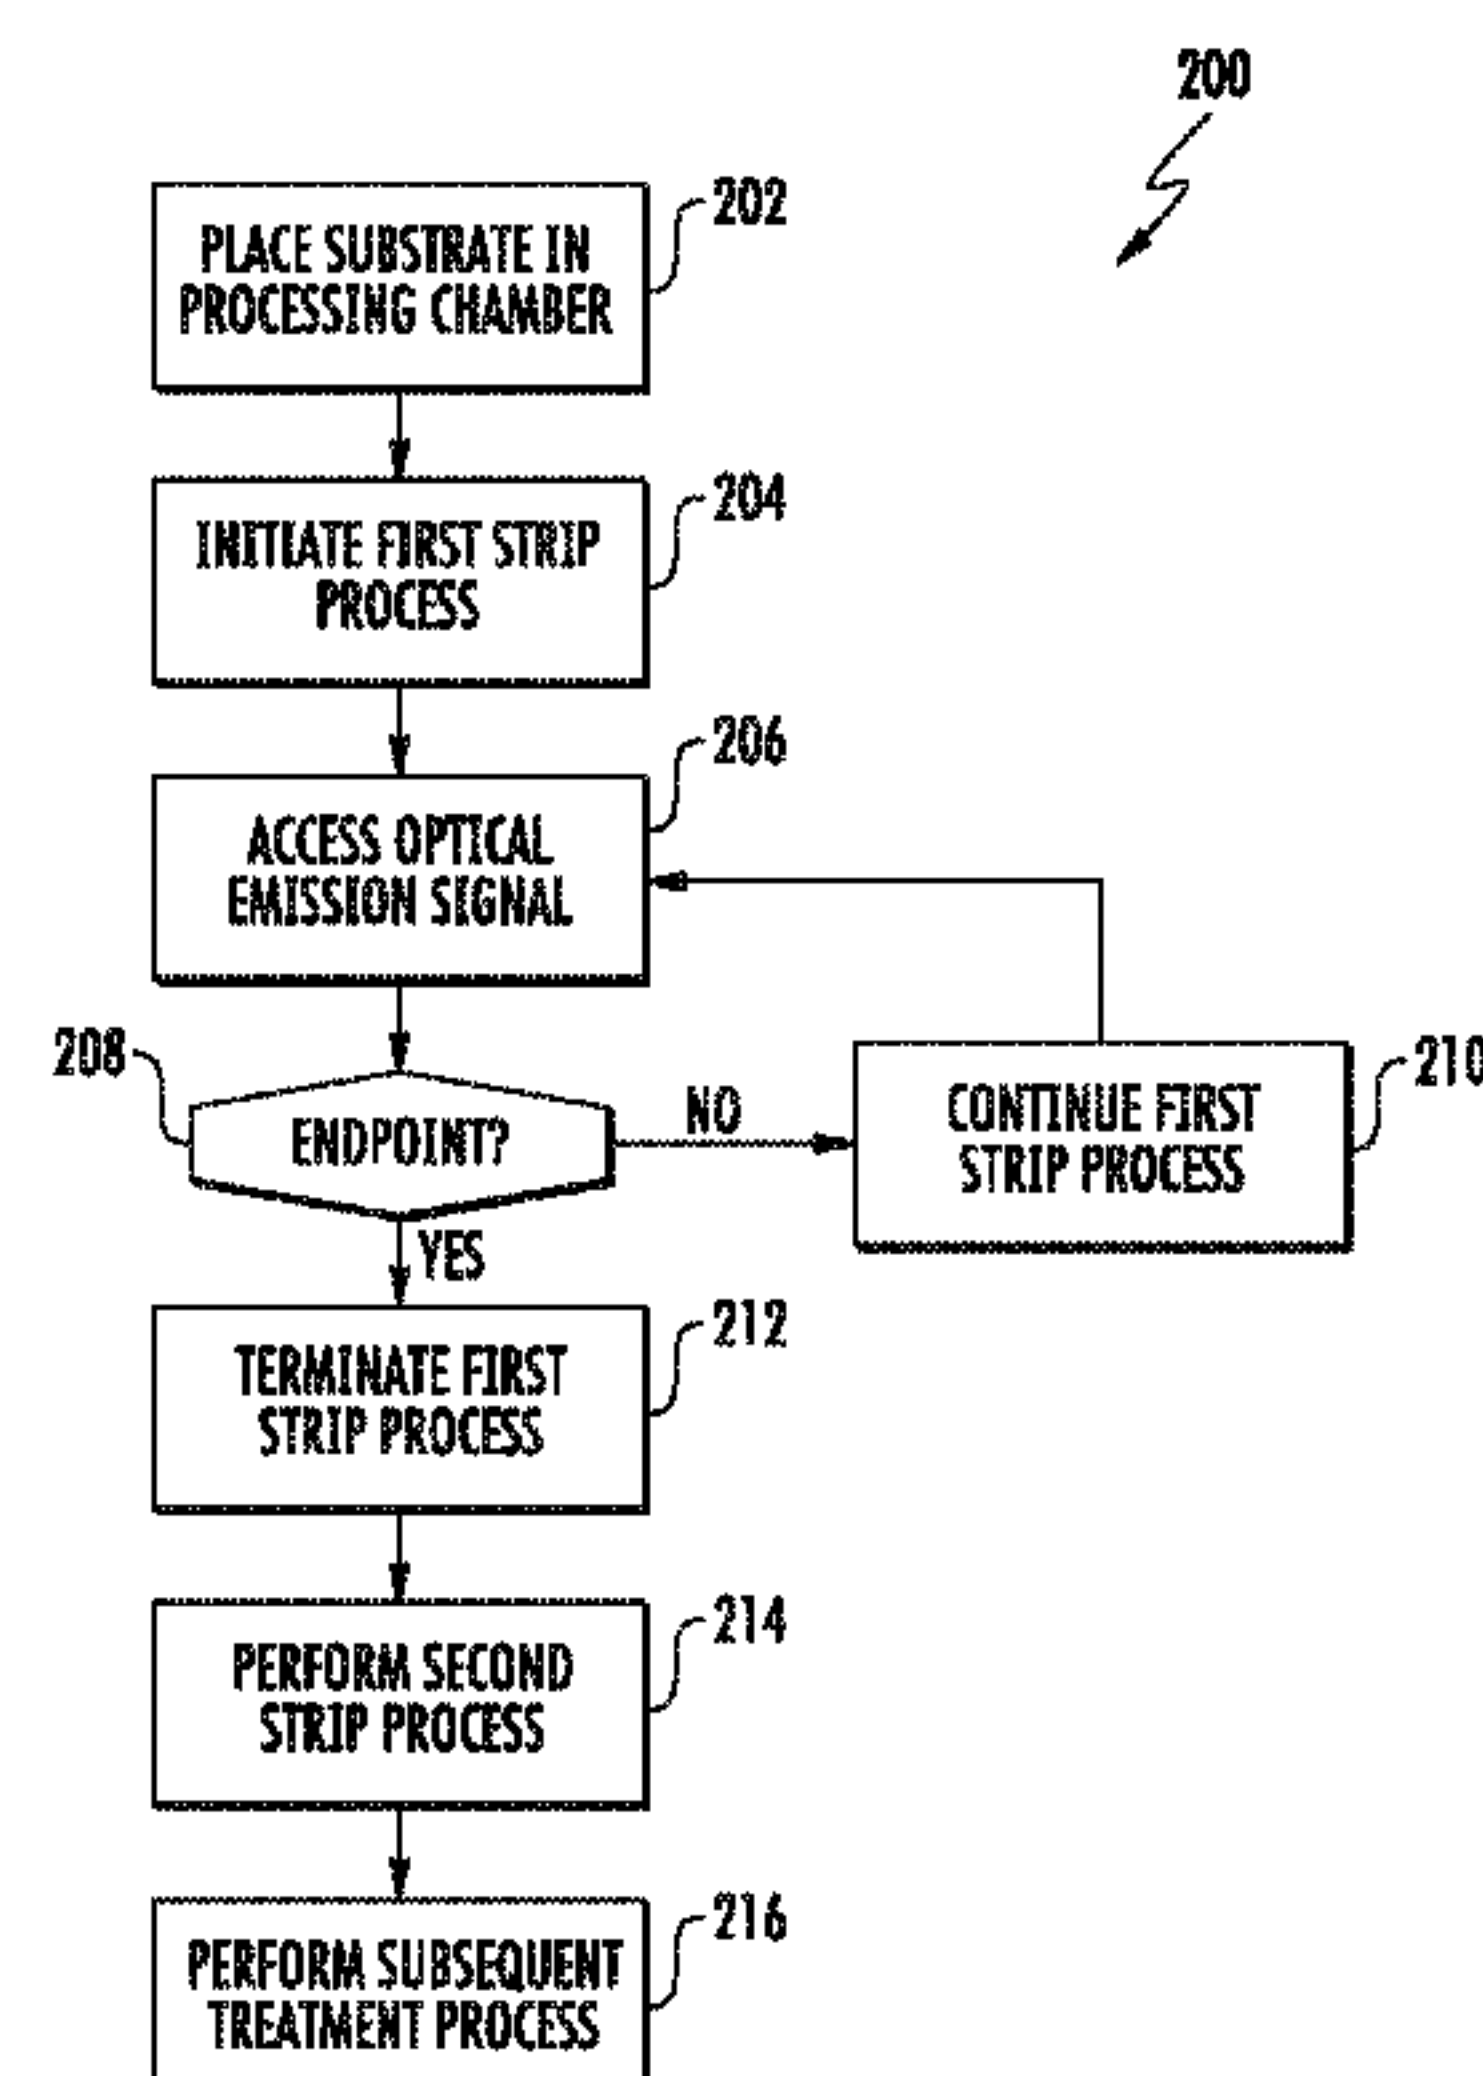 200
202
PLACE SUBSTRATE IN
PROCESSING CHAMBER
204
INITIATE FIRST STRIP
PROCESS
206
ACCESS OPTICAL
EMISSION SIGNAL
208
ENDPOINT?
NO
210
CONTINUE FIRST
STRIP PROCESS
YES
212
TERMINATE FIRST
STRIP PROCESS
214
PERFORM SECOND
STRIP PROCESS
216
PERFORM SUBSEQUENT
TREATMENT PROCESS